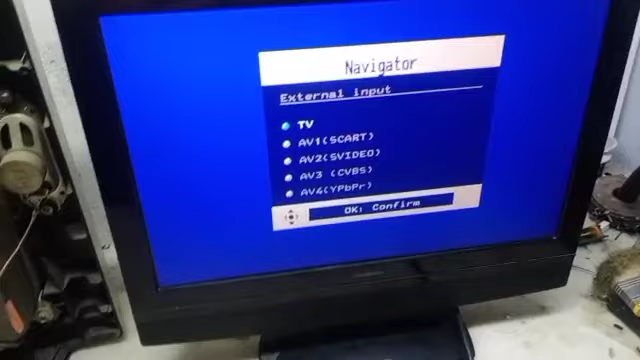 Navigator
External input
TV
AV1(SCART)
AV2(SVIDEO)
AV3 (CVBS)
AV4(YPbPr)
OK: Confirm